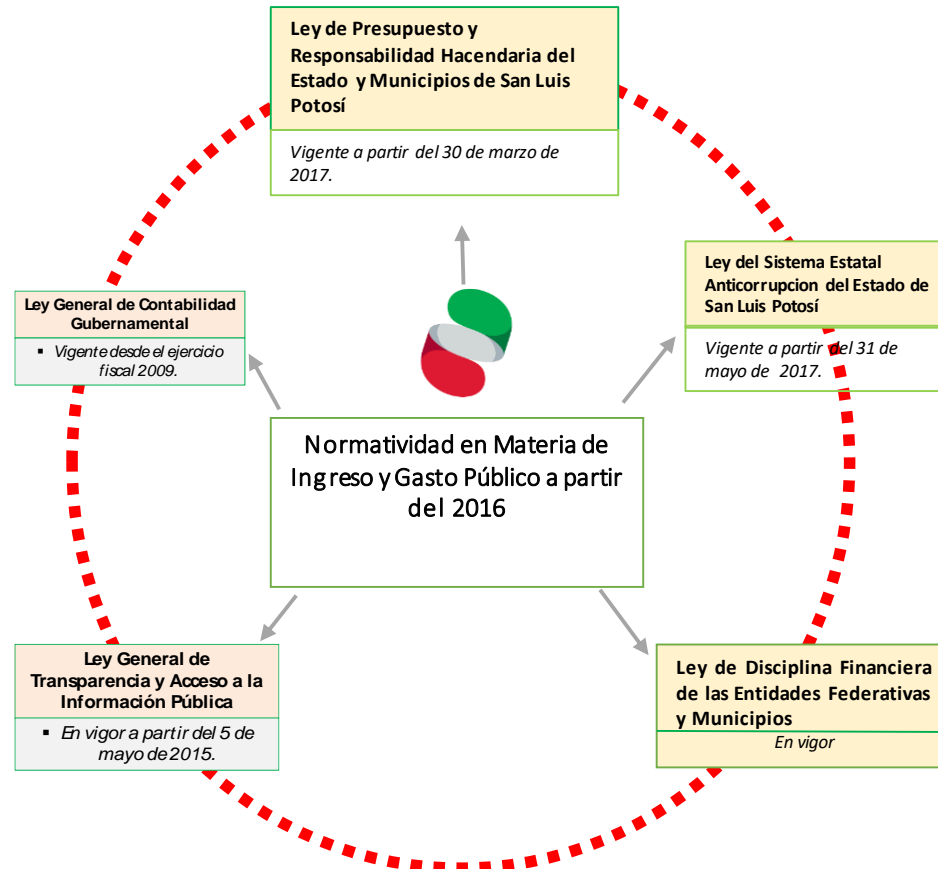 Ley de Presupuesto y
Responsabilidad Hacendaria del
Estado y Municipios de San Luis
Potosí
Vigente a partir del 30 de marzo de
2017.
Ley del Sistema Estatal
Anticorrupcion del Estado de
San Luis Potosí
Vigente a partir del 31 de
mayo de 2017.
Ley General de Contabilidad
Gubernamental
▪ Vigente desde el ejercicio
fiscal 2009.
Normatividad en Materia de
Ingreso y Gasto Público a partir
del 2016
Ley General de
Transparencia y Acceso a la
Información Pública
▪ En vigor a partir del 5 de
mayo de 2015.
Ley de Disciplina Financiera
de las Entidades Federativas
y Municipios
En vigor